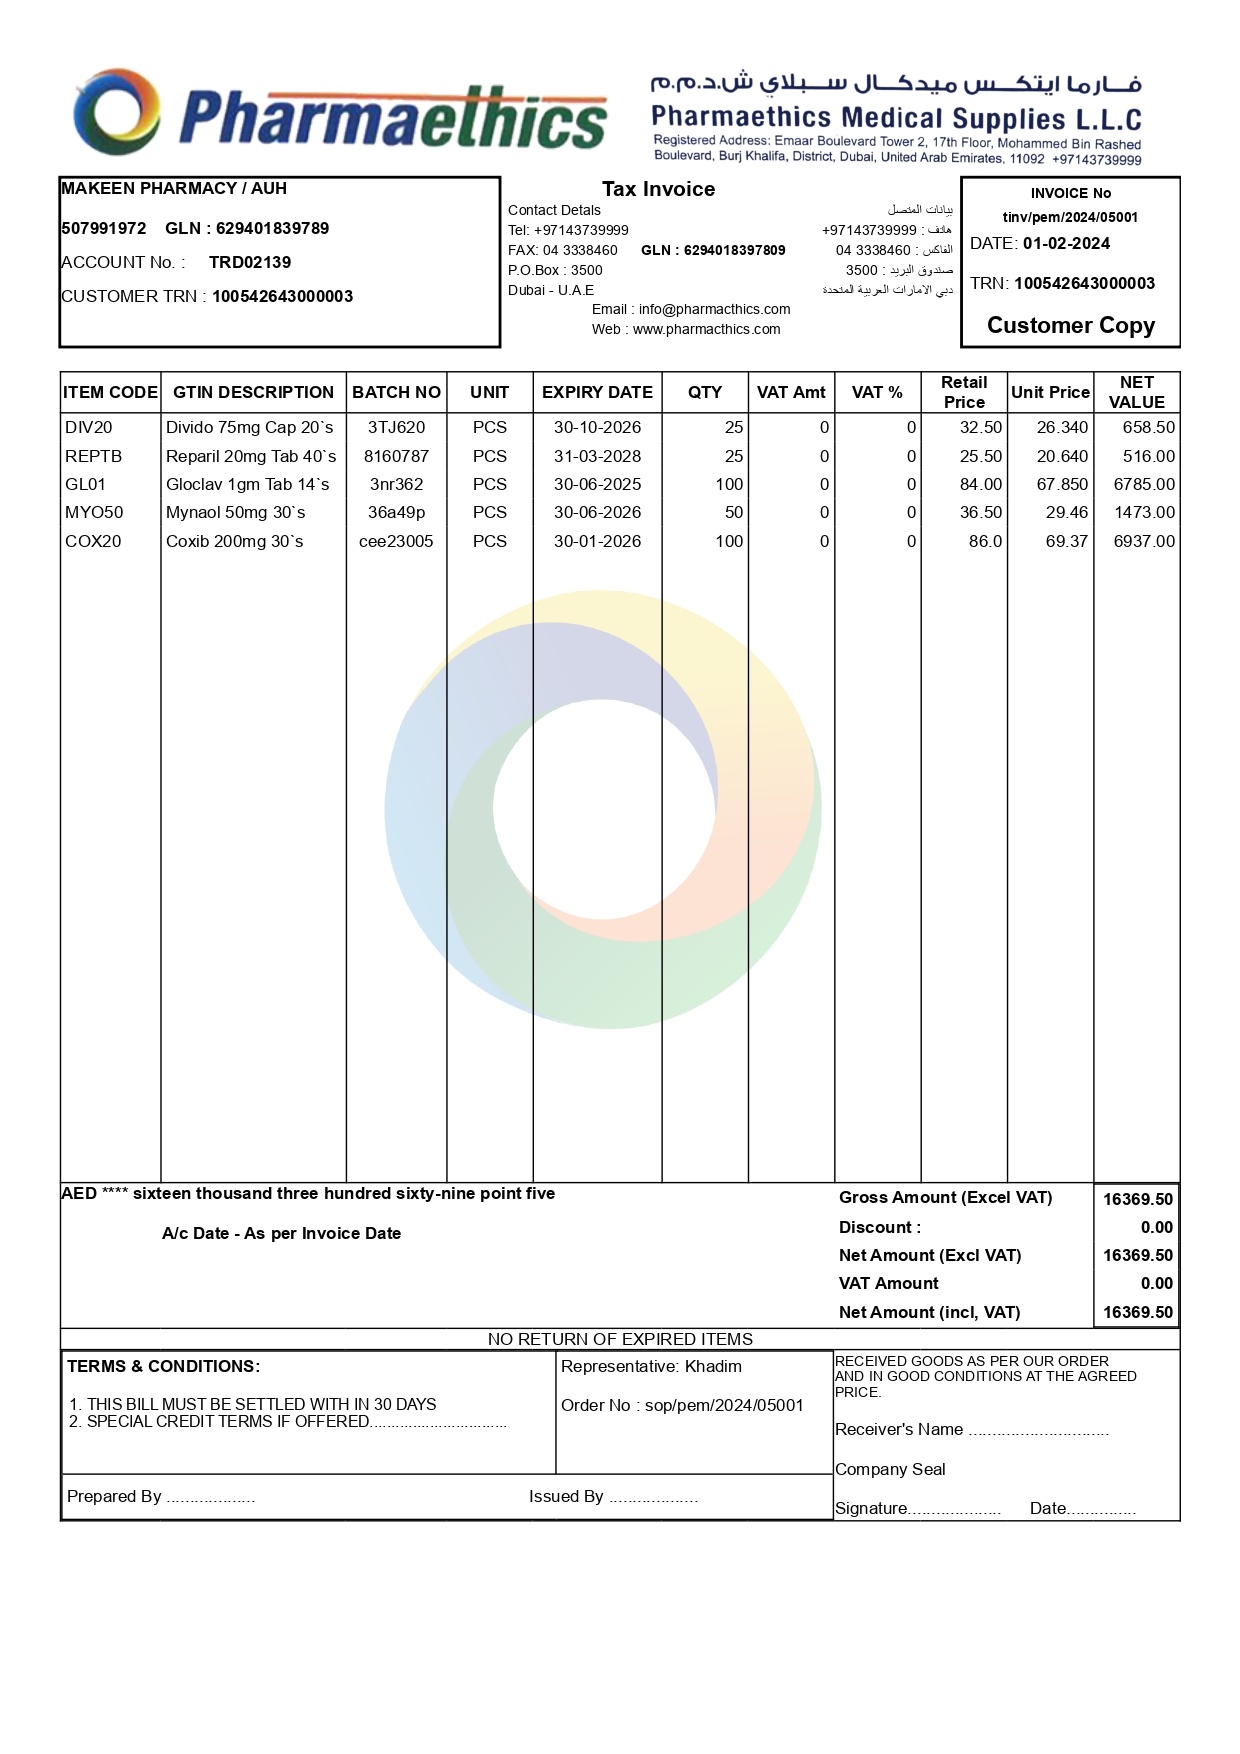 Pharmaethics
فـــارما ايتكـــس ميدكـــال ســـبلاي ش.د.م.م
Pharmaethics Medical Supplies L.L.C
Registered Address: Emaar Boulevard Tower 2, 17th Floor, Mohammed Bin Rashed
Boulevard, Burj Khalifa, District, Dubai, United Arab Emirates, 11092 +97143739999
MAKEEN PHARMACY / AUH
507991972 GLN : 629401839789
ACCOUNT No. : TRD02139
CUSTOMER TRN : 100542643000003
Tax Invoice
Contact Detals بيانات المتصل
Tel: +97143739999 هاتف : 97143739999+
FAX: 04 3338460 GLN : 6294018397809 الفاكس : 3338460 04
P.O.Box : 3500 صندوق البريد : 3500
Dubai - U.A.E دبي الامارات العربية المتحدة
Email : info@pharmacthics.com
Web : www.pharmacthics.com
INVOICE No
tinv/pem/2024/05001
DATE: 01-02-2024
TRN: 100542643000003
Customer Copy
ITEM CODE GTIN DESCRIPTION BATCH NO UNIT EXPIRY DATE QTY VAT Amt VAT % Retail Price Unit Price NET VALUE
DIV20 Divido 75mg Cap 20`s 3TJ620 PCS 30-10-2026 25 0 0 32.50 26.340 658.50
REPTB Reparil 20mg Tab 40`s 8160787 PCS 31-03-2028 25 0 0 25.50 20.640 516.00
GL01 Gloclav 1gm Tab 14`s 3nr362 PCS 30-06-2025 100 0 0 84.00 67.850 6785.00
MYO50 Mynaol 50mg 30`s 36a49p PCS 30-06-2026 50 0 0 36.50 29.46 1473.00
COX20 Coxib 200mg 30`s cee23005 PCS 30-01-2026 100 0 0 86.0 69.37 6937.00
AED **** sixteen thousand three hundred sixty-nine point five
A/c Date - As per Invoice Date
Gross Amount (Excel VAT) 16369.50
Discount : 0.00
Net Amount (Excl VAT) 16369.50
VAT Amount 0.00
Net Amount (incl, VAT) 16369.50
NO RETURN OF EXPIRED ITEMS
TERMS & CONDITIONS:
1. THIS BILL MUST BE SETTLED WITH IN 30 DAYS
2. SPECIAL CREDIT TERMS IF OFFERED................................
Representative: Khadim
Order No : sop/pem/2024/05001
Prepared By ................... Issued By ...................
RECEIVED GOODS AS PER OUR ORDER
AND IN GOOD CONDITIONS AT THE AGREED
PRICE.
Receiver's Name ..............................
Company Seal
Signature.................... Date...............